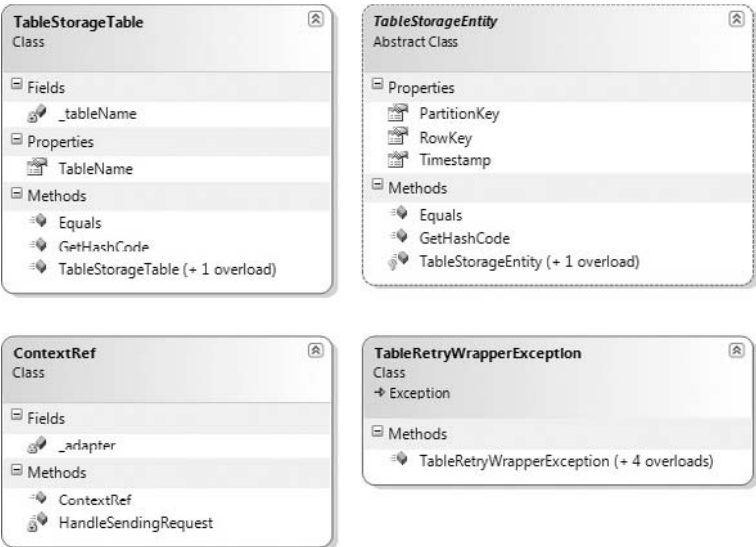 TableStorageTable
Class
Fields
_tableName
Properties
TableName
Methods
Equals
GetHashCode
TableStorageTable (+ 1 overload)
TableStorageEntity
Abstract Class
Properties
PartitionKey
RowKey
Timestamp
Methods
Equals
GetHashCode
TableStorageEntity (+ 1 overload)
ContextRef
Class
Fields
_adapter
Methods
ContextRef
HandleSendingRequest
TableRetryWrapperException
Class
Exception
Methods
TableRetryWrapperException (+ 4 overloads)